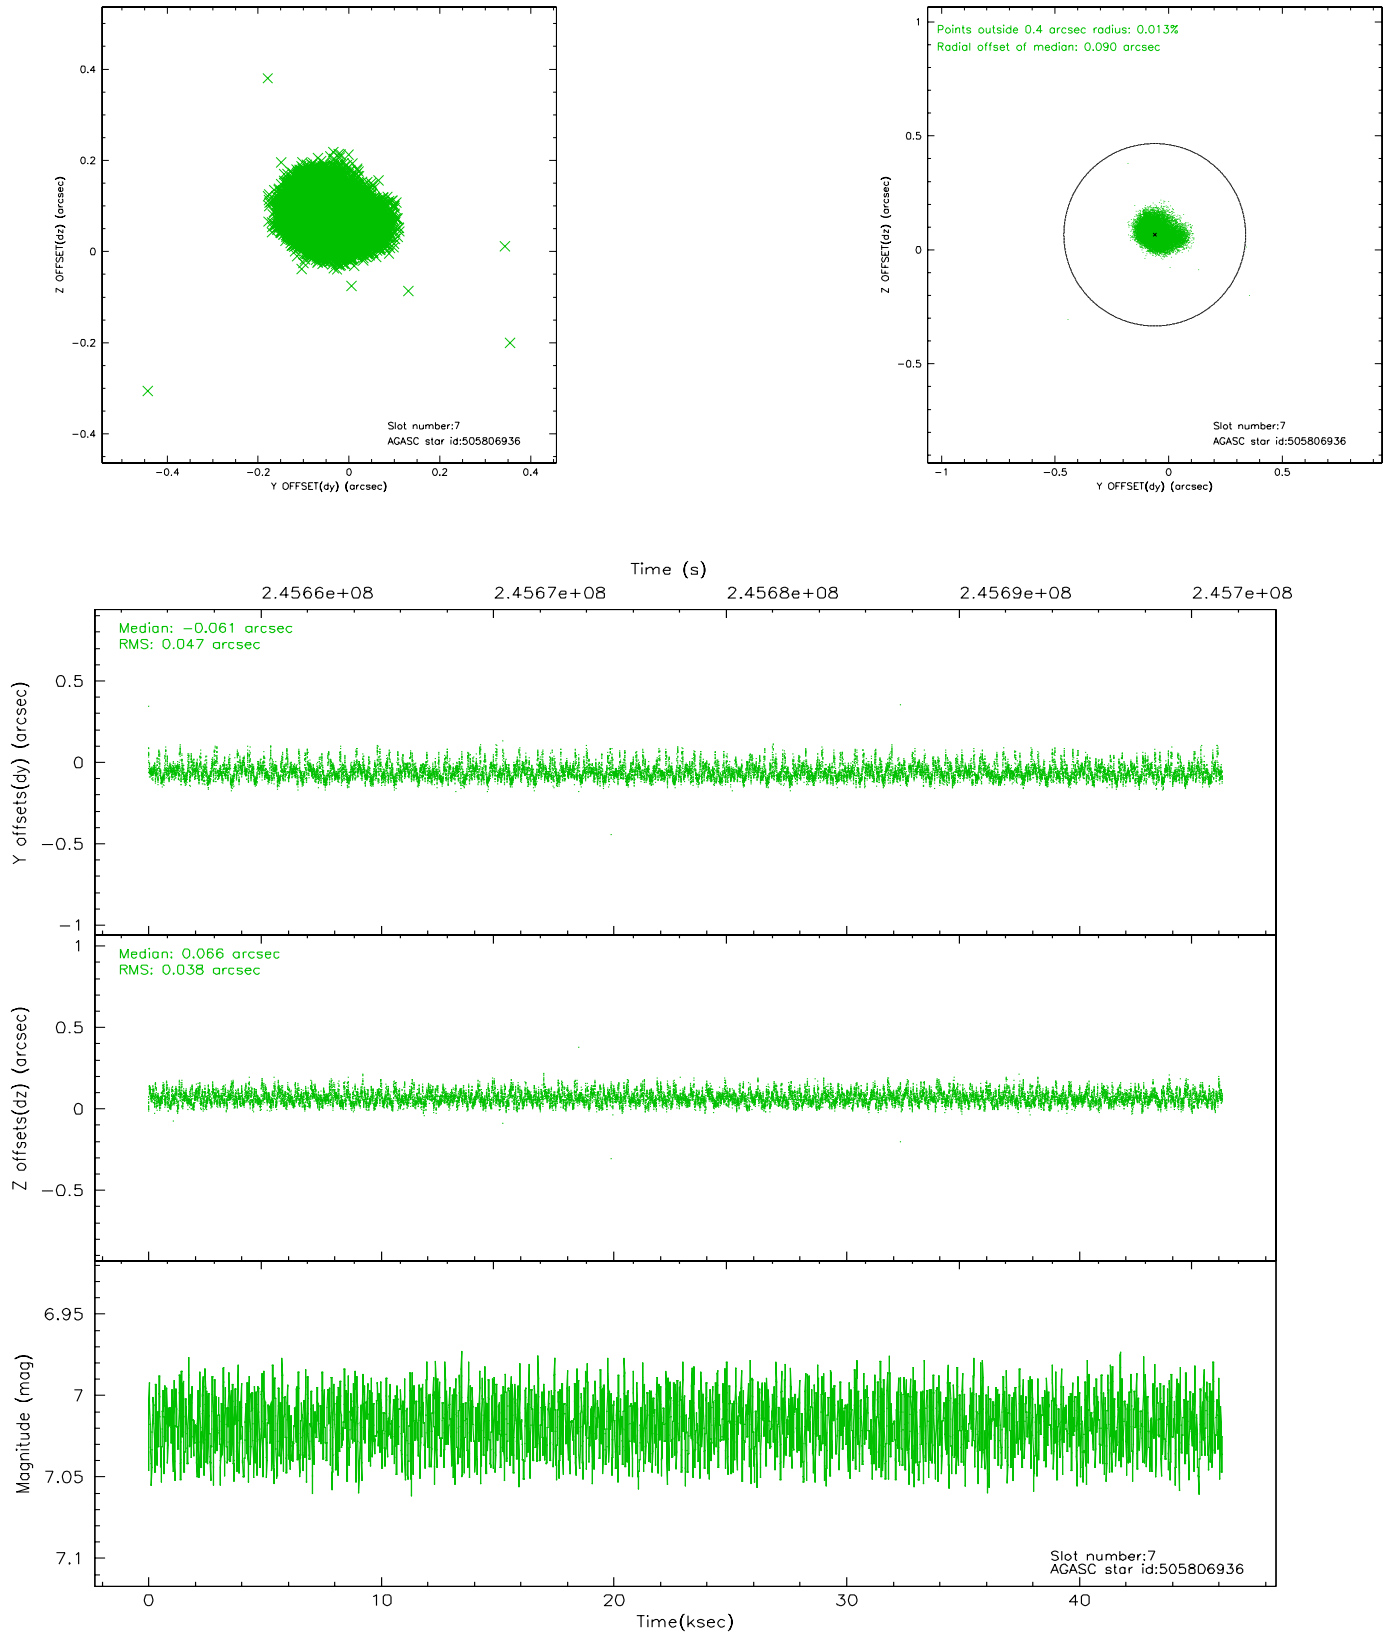 0.4
0.2
0
−0.2
−0.4
Z OFFSET(dz) (arcsec)
Slot number:7
AGASC star id:505806936
−0.4 −0.2 0 0.2 0.4
Y OFFSET(dy) (arcsec)
Points outside 0.4 arcsec radius: 0.013%
Radial offset of median: 0.090 arcsec
1
0.5
0
−0.5
Z OFFSET(dz) (arcsec)
Slot number:7
AGASC star id:505806936
−1 −0.5 0 0.5
Y OFFSET(dy) (arcsec)
Time (s)
2.4566e+08 2.4567e+08 2.4568e+08 2.4569e+08 2.457e+08
Median: −0.061 arcsec
RMS: 0.047 arcsec
0.5
0
−0.5
−1
Y offsets(dy) (arcsec)
Median: 0.066 arcsec
RMS: 0.038 arcsec
1
0.5
0
−0.5
Z offsets(dz) (arcsec)
6.95
7
7.05
7.1
Magnitude (mag)
Slot number:7
AGASC star id:505806936
0 10 20 30 40
Time(ksec)